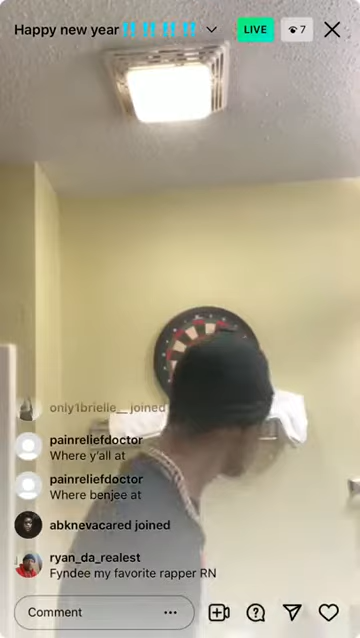 Happy new year ‼️‼️‼️‼️
LIVE
7
only1brielle__ joined
painreliefdoctor
Where y'all at
painreliefdoctor
Where benjee at
abknevacared joined
ryan_da_realest
Fyndee my favorite rapper RN
Comment